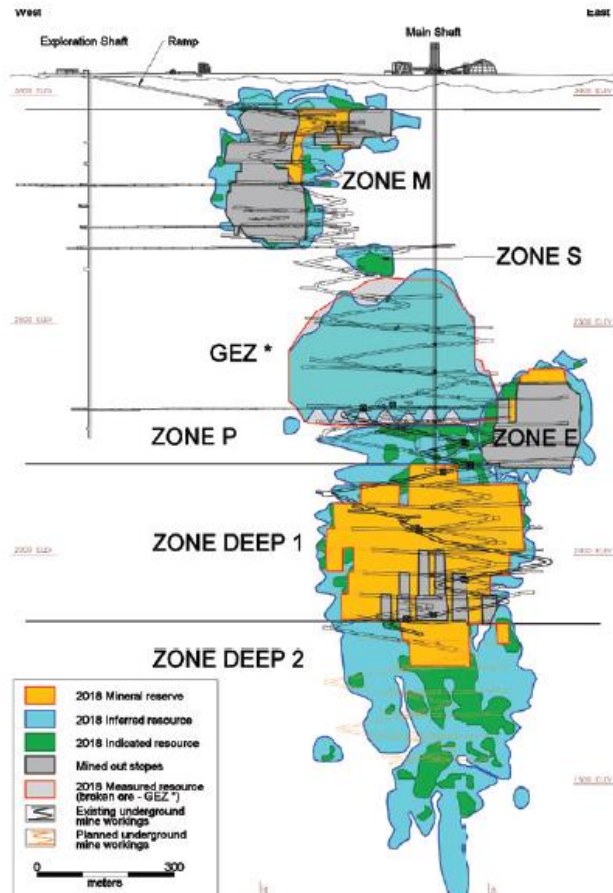 West
East
Exploration Shaft
Ramp
Main Shaft
ZONE M
ZONE S
GEZ *
ZONE P
ZONE E
ZONE DEEP 1
ZONE DEEP 2
2018 Mineral reserve
2018 Inferred resource
2018 Indicated resource
Mined out stopes
2018 Measured resource
(broken ore - GEZ *)
Existing underground
mine workings
Planned underground
mine workings
0 300
meters